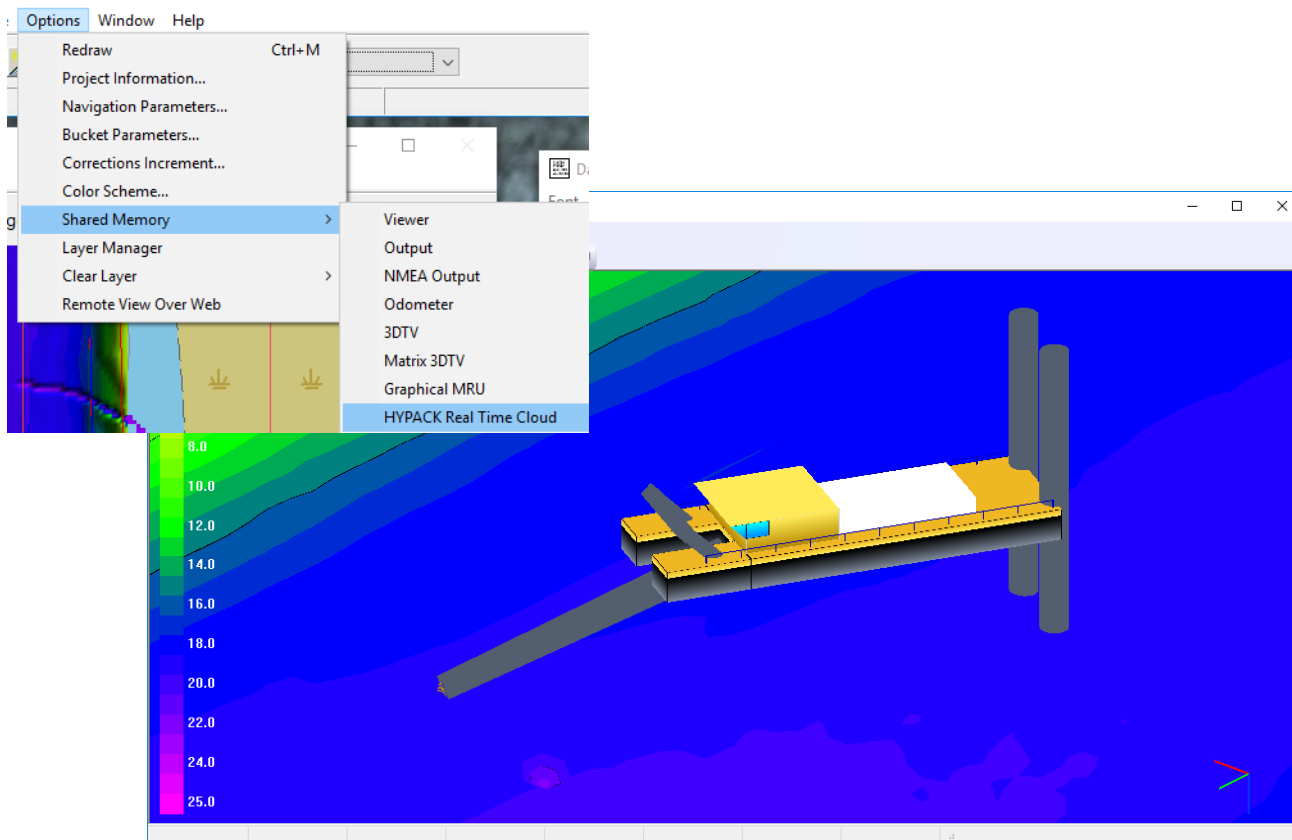 Options Window Help
Redraw Ctrl+M
Project Information...
Navigation Parameters...
Bucket Parameters...
Corrections Increment...
Color Scheme...
Shared Memory
Layer Manager
Clear Layer
Remote View Over Web
Viewer
Output
NMEA Output
Odometer
3DTV
Matrix 3DTV
Graphical MRU
HYPACK Real Time Cloud
8.0
10.0
12.0
14.0
16.0
18.0
20.0
22.0
24.0
25.0